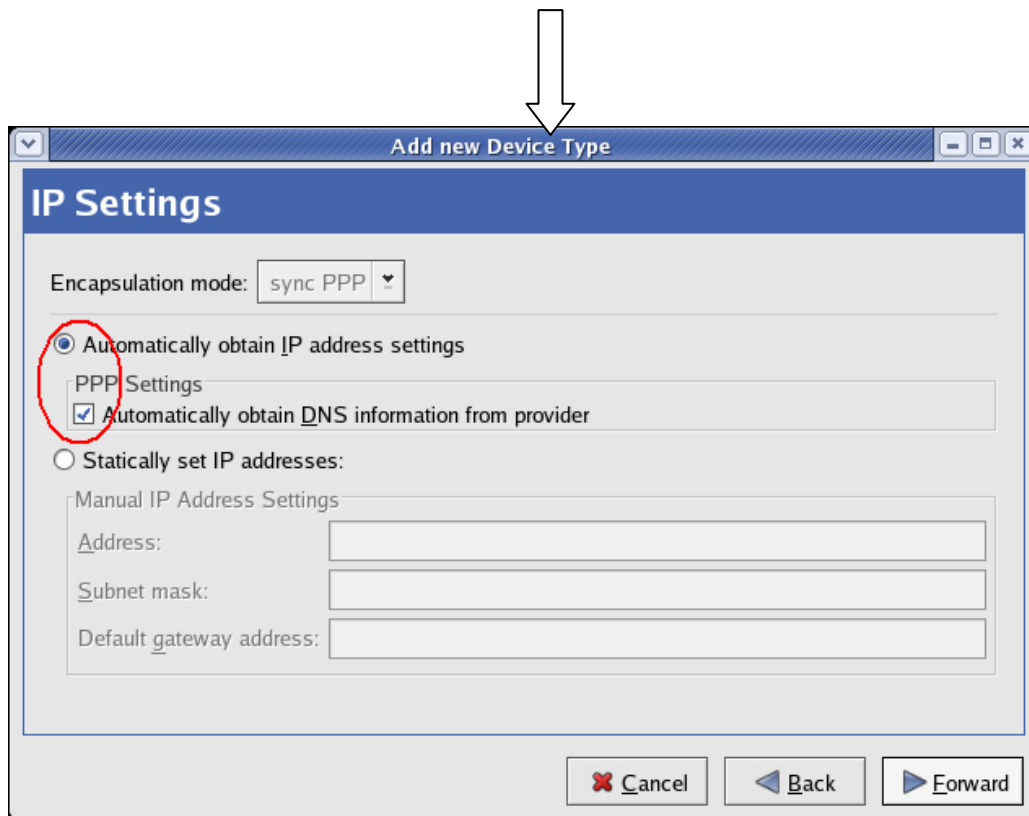 Add new Device Type
IP Settings
Encapsulation mode: sync PPP
Automatically obtain IP address settings
PPP Settings
Automatically obtain DNS information from provider
Statically set IP addresses:
Manual IP Address Settings
Address:
Subnet mask:
Default gateway address:
Cancel Back Forward